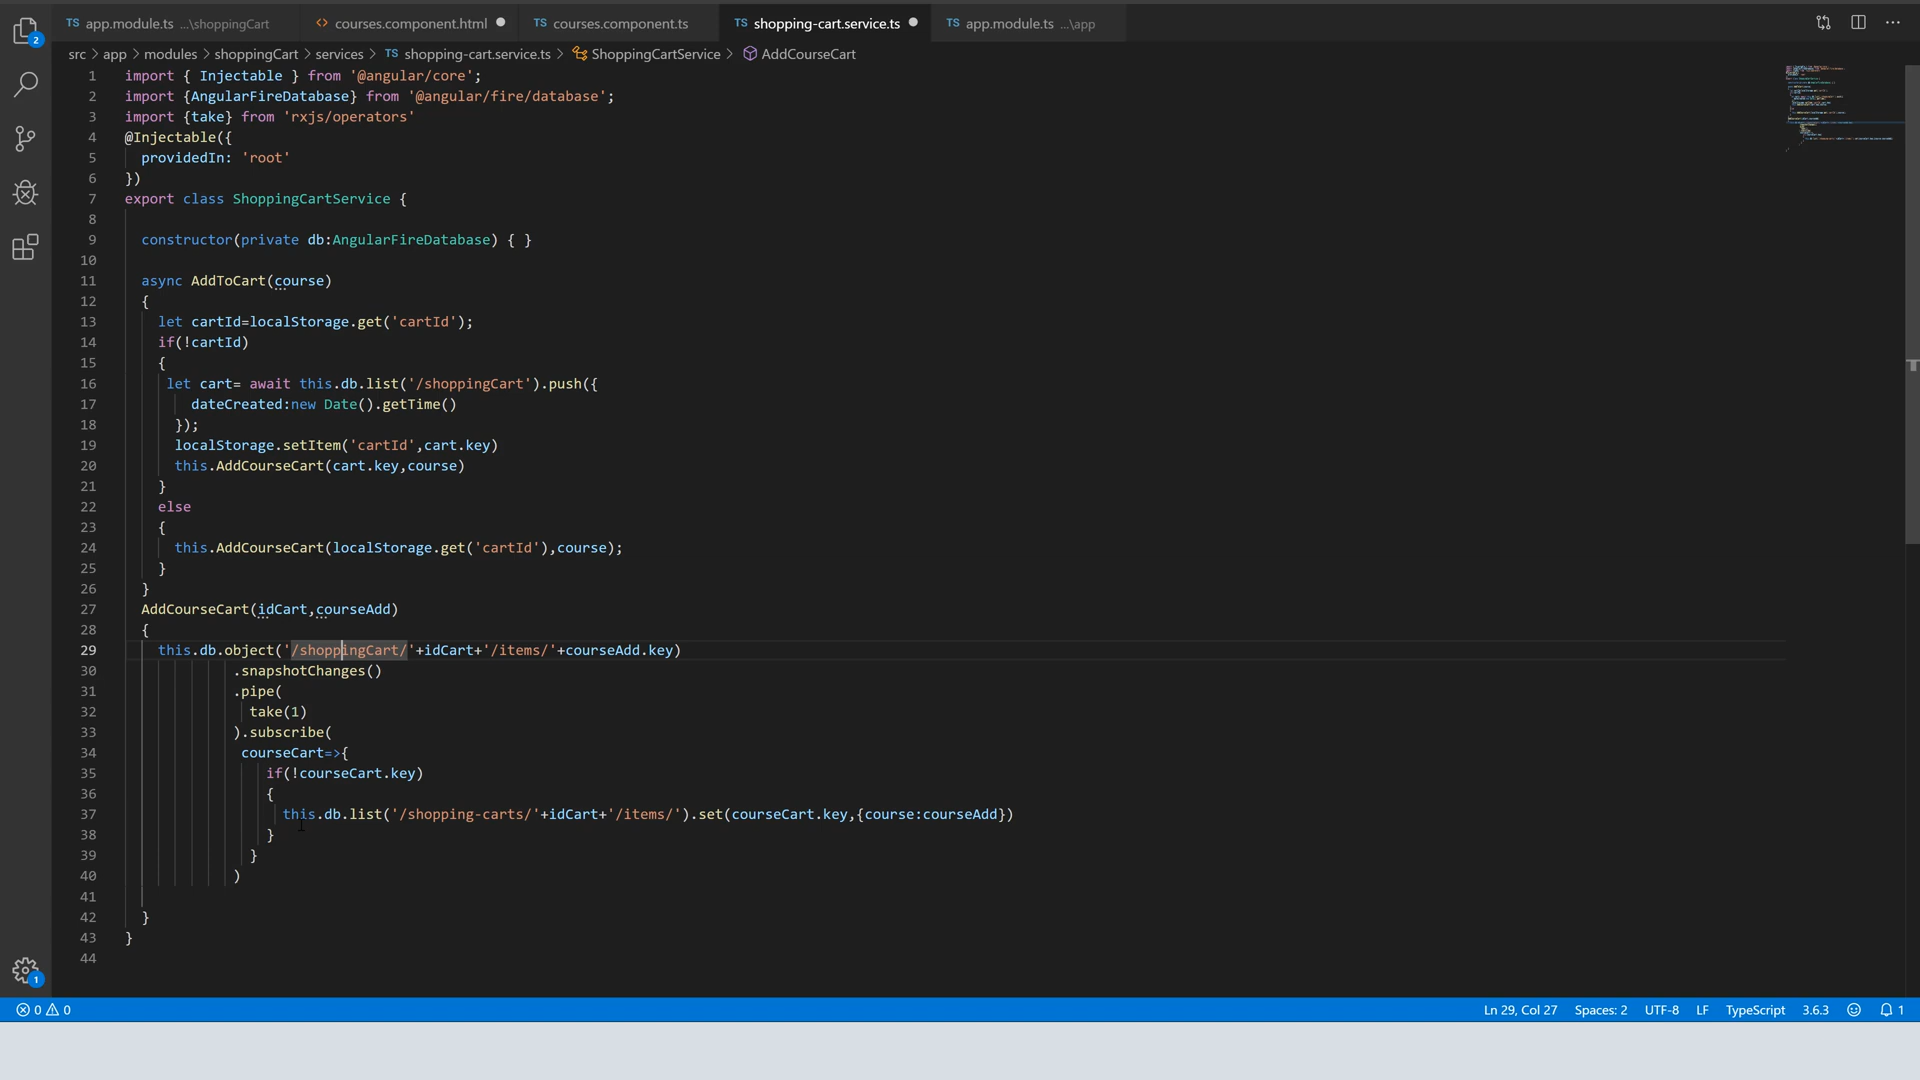 TS app.module.ts ...\shoppingCart <> courses.component.html TS courses.component.ts TS shopping-cart.service.ts TS app.module.ts ...\app
src > app > modules > shoppingCart > services > TS shopping-cart.service.ts > ShoppingCartService > AddCourseCart
1 import { Injectable } from '@angular/core';
2 import {AngularFireDatabase} from '@angular/fire/database';
3 import {take} from 'rxjs/operators'
4 @Injectable({
5 providedIn: 'root'
6 })
7 export class ShoppingCartService {
8
9 constructor(private db:AngularFireDatabase) { }
10
11 async AddToCart(course)
12 {
13 let cartId=localStorage.get('cartId');
14 if(!cartId)
15 {
16 let cart= await this.db.list('/shoppingCart').push({
17 dateCreated:new Date().getTime()
18 });
19 localStorage.setItem('cartId',cart.key)
20 this.AddCourseCart(cart.key,course)
21 }
22 else
23 {
24 this.AddCourseCart(localStorage.get('cartId'),course);
25 }
26 }
27 AddCourseCart(idCart,courseAdd)
28 {
29 this.db.object('/shoppingCart/'+idCart+'/items/'+courseAdd.key)
30 .snapshotChanges()
31 .pipe(
32 take(1)
33 ).subscribe(
34 courseCart=>{
35 if(!courseCart.key)
36 {
37 this.db.list('/shopping-carts/'+idCart+'/items/').set(courseCart.key,{course:courseAdd})
38 }
39 }
40 )
41
42 }
43 }
44
2
1
0 0 Ln 29, Col 27 Spaces: 2 UTF-8 LF TypeScript 3.6.3 1